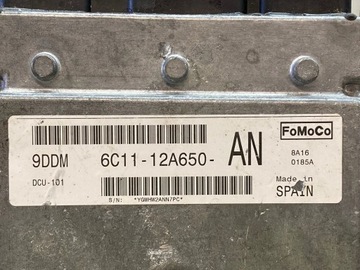 FoMoCo
9DDM 6C11-12A650- AN
8A16
0185A
DCU-101
Made in
SPAIN
S/N: *YGWHM2ANN7PC*